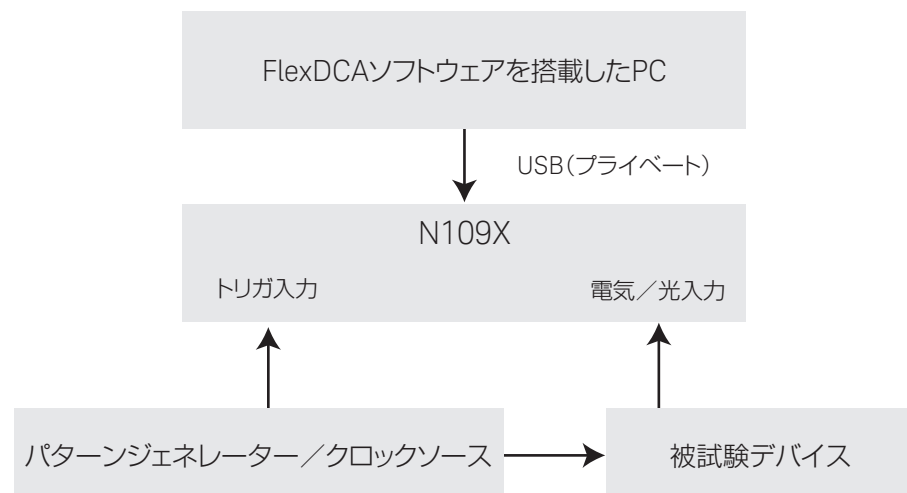 FlexDCAソフトウェアを搭載したPC
USB(プライベート)
N109X
トリガ入力
電気／光入力
パターンジェネレーター／クロックソース
被試験デバイス